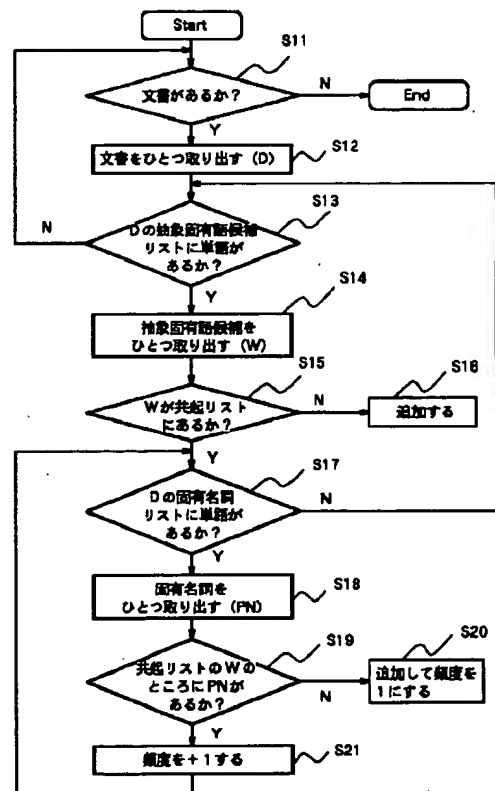 Start
S11
文書があるか?
N
End
Y
S12
文書をひとつ取り出す (D)
S13
N
Dの抽象固有語候補
リストに単語が
あるか?
S14
Y
抽象固有語候補を
ひとつ取り出す (W)
S15
S16
Wが共起リスト
にあるか?
N
追加する
Y
S17
Dの固有名詞
リストに単語が
あるか?
N
Y
固有名詞を
ひとつ取り出す (PN)
S18
S19
S20
共起リストのWの
ところにPNが
あるか?
N
追加して頻度を
1にする
Y
S21
頻度を+1する